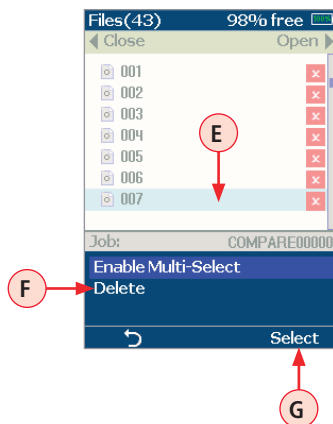 Files(43) 98% free 100%
Close Open
001
002
003
004
005
006
007
E
Job: COMPARE00000
Enable Multi-Select
F
Delete
Select
G